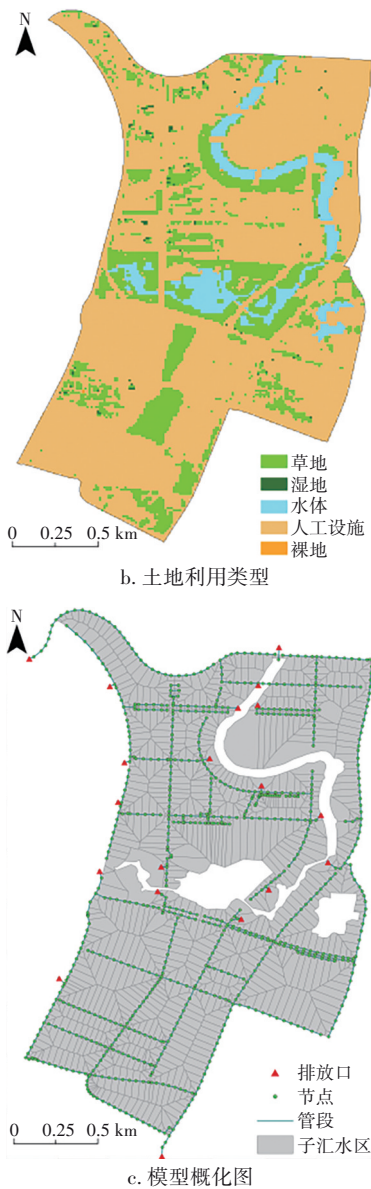 N
草地
湿地
水体
人工设施
裸地
0 0.25 0.5 km
b. 土地利用类型
N
排放口
节点
管段
子汇水区
0 0.25 0.5 km
c. 模型概化图